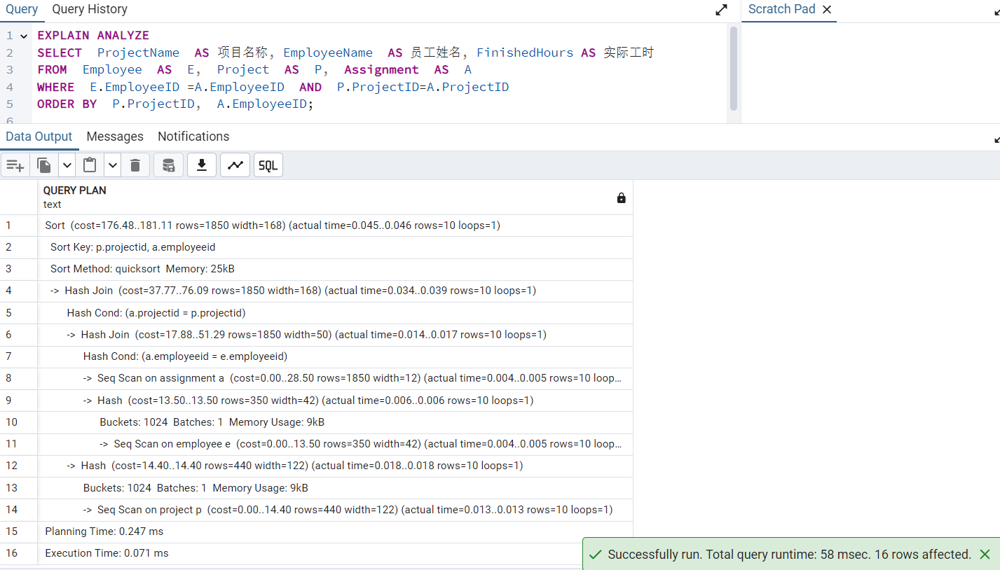 Query Query History
Scratch Pad
1 EXPLAIN ANALYZE
2 SELECT ProjectName AS 项目名称, EmployeeName AS 员工姓名, FinishedHours AS 实际工时
3 FROM Employee AS E, Project AS P, Assignment AS A
4 WHERE E.EmployeeID =A.EmployeeID AND P.ProjectID=A.ProjectID
5 ORDER BY P.ProjectID, A.EmployeeID;
6
Data Output Messages Notifications
SQL
QUERY PLAN
text
1 Sort (cost=176.48..181.11 rows=1850 width=168) (actual time=0.045..0.046 rows=10 loops=1)
2 Sort Key: p.projectid, a.employeeid
3 Sort Method: quicksort Memory: 25kB
4 -> Hash Join (cost=37.77..76.09 rows=1850 width=168) (actual time=0.034..0.039 rows=10 loops=1)
5 Hash Cond: (a.projectid = p.projectid)
6 -> Hash Join (cost=17.88..51.29 rows=1850 width=50) (actual time=0.014..0.017 rows=10 loops=1)
7 Hash Cond: (a.employeeid = e.employeeid)
8 -> Seq Scan on assignment a (cost=0.00..28.50 rows=1850 width=12) (actual time=0.004..0.005 rows=10 loop...
9 -> Hash (cost=13.50..13.50 rows=350 width=42) (actual time=0.006..0.006 rows=10 loops=1)
10 Buckets: 1024 Batches: 1 Memory Usage: 9kB
11 -> Seq Scan on employee e (cost=0.00..13.50 rows=350 width=42) (actual time=0.004..0.005 rows=10 loop...
12 -> Hash (cost=14.40..14.40 rows=440 width=122) (actual time=0.018..0.018 rows=10 loops=1)
13 Buckets: 1024 Batches: 1 Memory Usage: 9kB
14 -> Seq Scan on project p (cost=0.00..14.40 rows=440 width=122) (actual time=0.013..0.013 rows=10 loops=1)
15 Planning Time: 0.247 ms
16 Execution Time: 0.071 ms
Successfully run. Total query runtime: 58 msec. 16 rows affected.